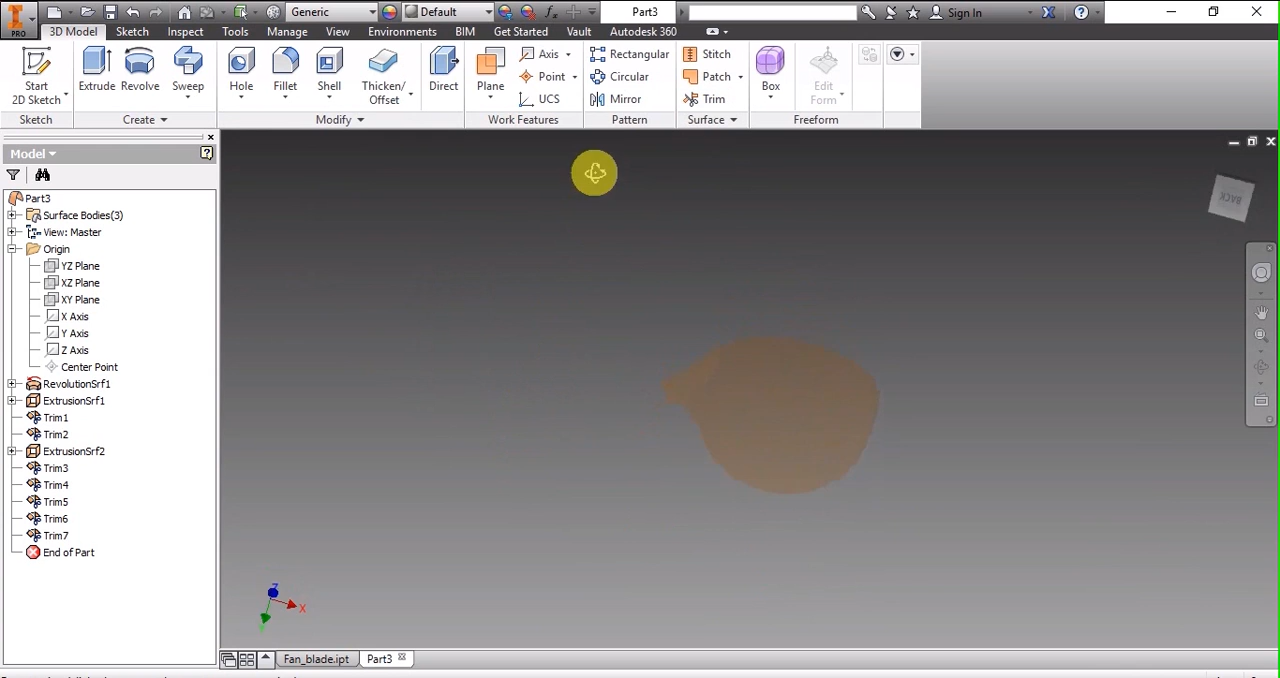 Generic
Default
Part3
Sign In
PRO
3D Model
Sketch
Inspect
Tools
Manage
View
Environments
BIM
Get Started
Vault
Autodesk 360
Start
2D Sketch
Extrude
Revolve
Sweep
Hole
Fillet
Shell
Thicken/
Offset
Direct
Plane
Axis
Point
UCS
Rectangular
Circular
Mirror
Stitch
Patch
Trim
Box
Edit
Form
Sketch
Create
Modify
Work Features
Pattern
Surface
Freeform
Model
Part3
Surface Bodies(3)
View: Master
Origin
YZ Plane
XZ Plane
XY Plane
X Axis
Y Axis
Z Axis
Center Point
RevolutionSrf1
ExtrusionSrf1
Trim1
Trim2
ExtrusionSrf2
Trim3
Trim4
Trim5
Trim6
Trim7
End of Part
BACK
Z
X
Fan_blade.ipt
Part3